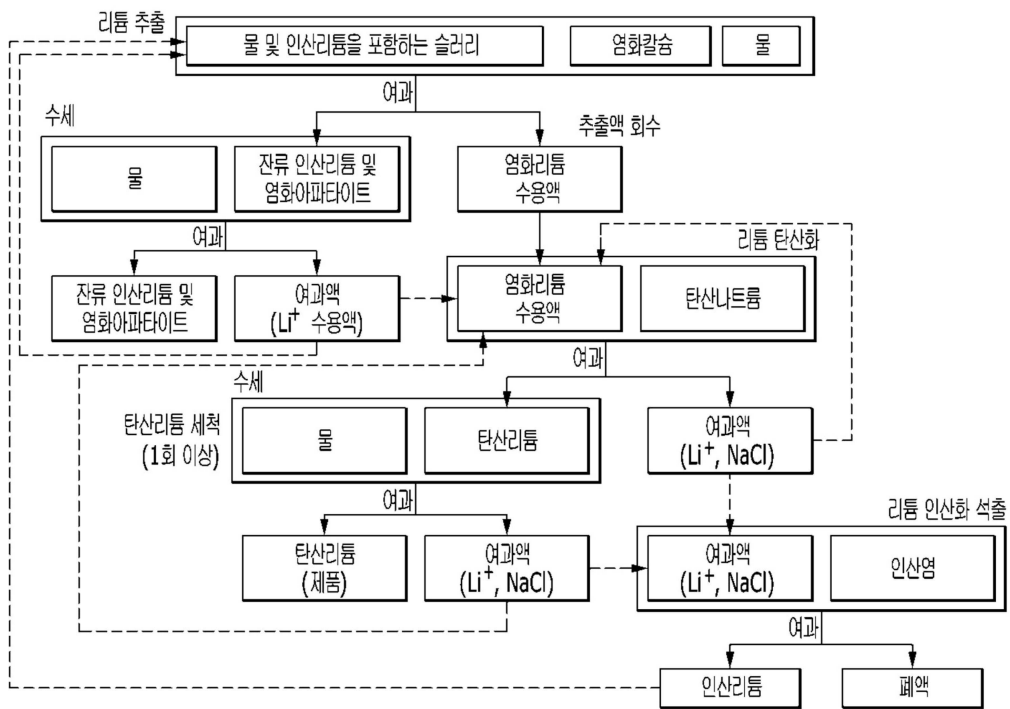 리튬 추출
물 및 인산리튬을 포함하는 슬러리
염화칼슘
물
여과
수세
추출액 회수
물
잔류 인산리튬 및
염화아파타이트
염화리튬
수용액
여과
리튬 탄산화
잔류 인산리튬 및
염화아파타이트
여과액
(Li⁺ 수용액)
염화리튬
수용액
탄산나트륨
여과
수세
탄산리튬 세척
(1회 이상)
물
탄산리튬
여과액
(Li⁺, NaCl)
여과
리튬 인산화 석출
탄산리튬
(제품)
여과액
(Li⁺, NaCl)
여과액
(Li⁺, NaCl)
인산염
여과
인산리튬
폐액